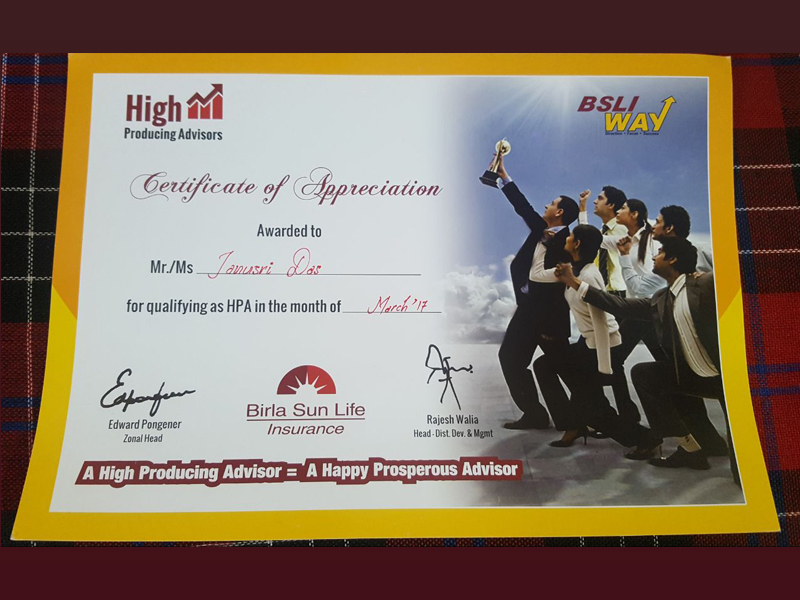 High
Producing Advisors
BSLI
WAY
Certificate of Appreciation
Awarded to
Mr./Ms Das
for qualifying as HPA in the month of March'17
Edward Pongener
Zonal Head
Birla Sun Life
Insurance
Rajesh Walia
Head - Dist. Dev. & Mgmt
A High Producing Advisor = A Happy Prosperous Advisor